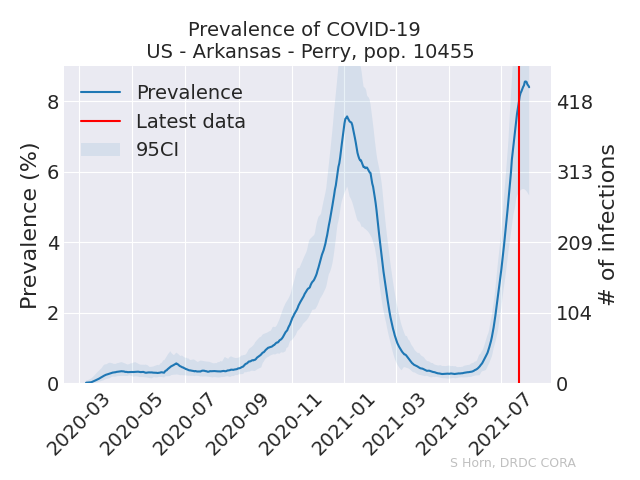 Prevalence of COVID-19
US - Arkansas - Perry, pop. 10455
Prevalence
Latest data
95CI
Prevalence (%)
8
6
4
2
0
# of infections
418
313
209
104
0
2020-03
2020-05
2020-07
2020-09
2020-11
2021-01
2021-03
2021-05
2021-07
S Horn, DRDC CORA